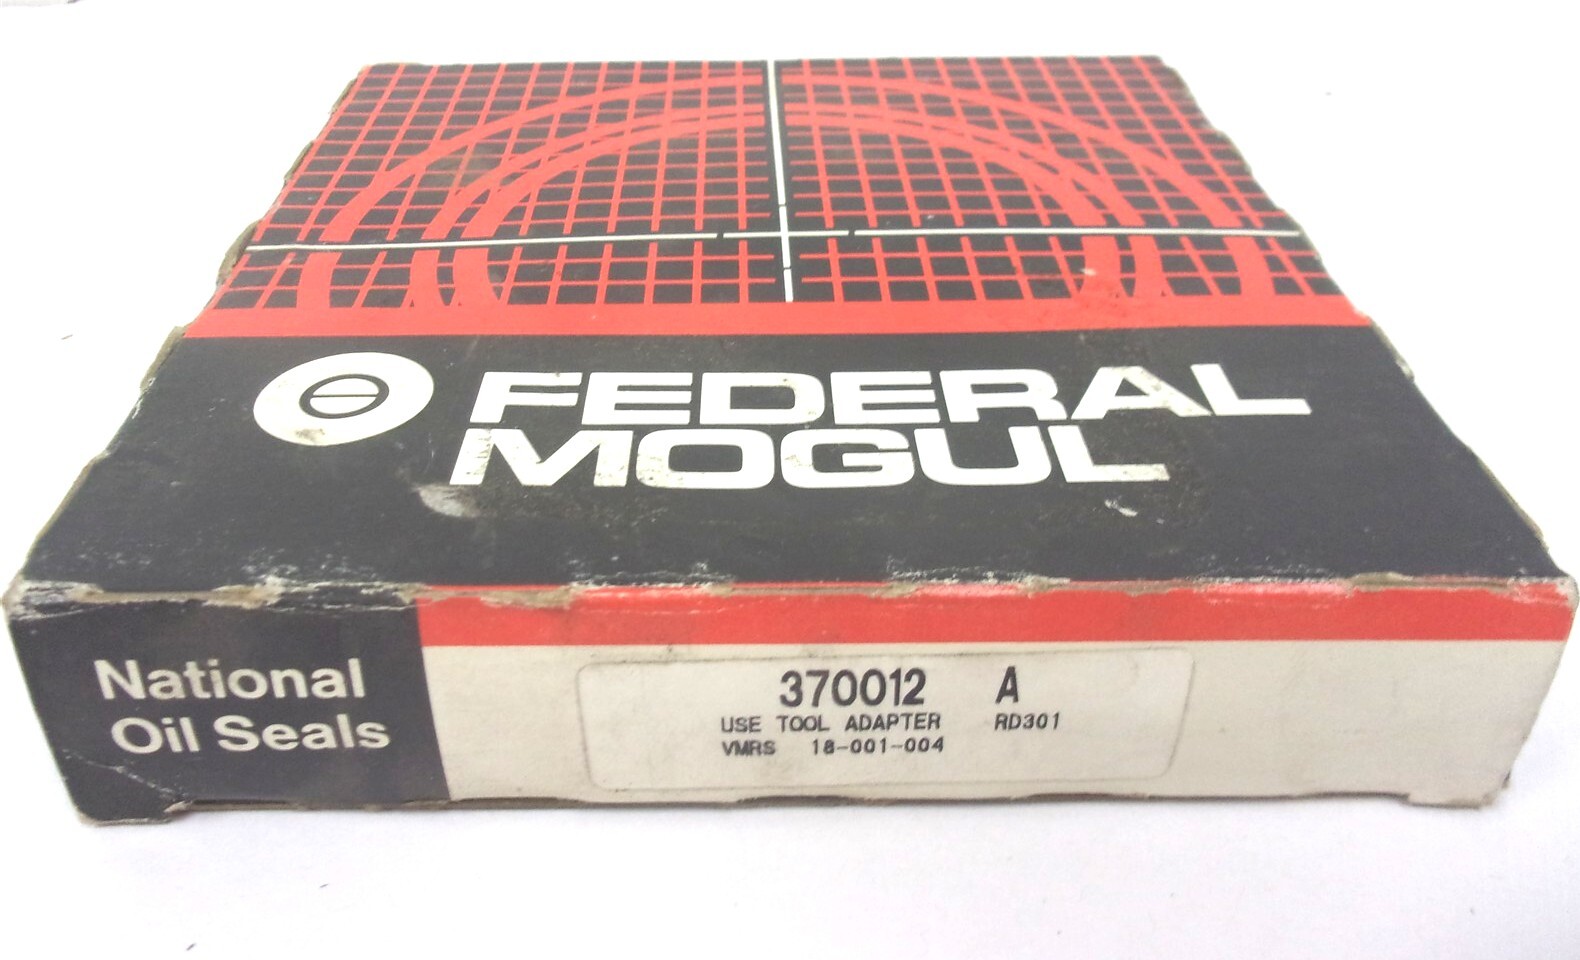 FEDERAL
MOGUL
National
Oil Seals
370012 A
USE TOOL ADAPTER RD301
VMRS 18-001-004